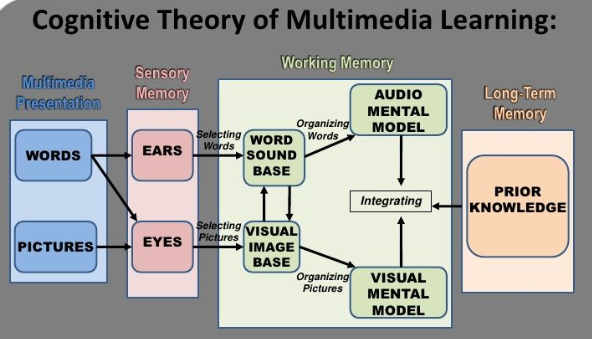 Cognitive Theory of Multimedia Learning:
Multimedia
Presentation
Sensory
Memory
Working Memory
Long-Term
Memory
WORDS
PICTURES
EARS
EYES
Selecting
Words
Selecting
Pictures
WORD
SOUND
BASE
VISUAL
IMAGE
BASE
Organizing
Words
Organizing
Pictures
AUDIO
MENTAL
MODEL
Integrating
VISUAL
MENTAL
MODEL
PRIOR
KNOWLEDGE